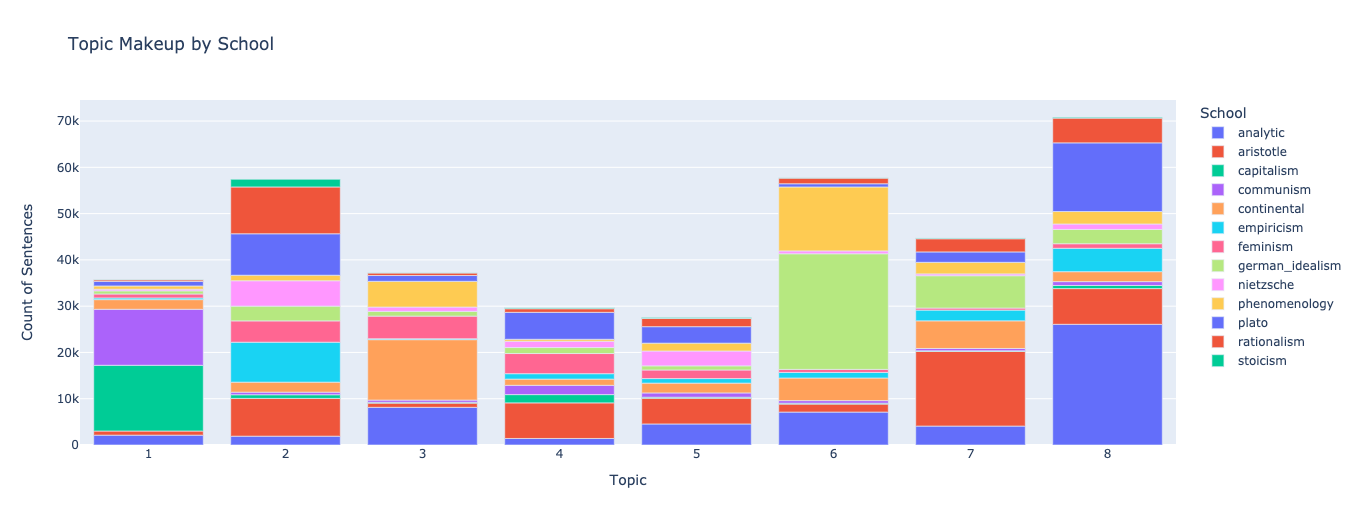 Topic Makeup by School
Count of Sentences
70k
60k
50k
40k
30k
20k
10k
0
1 2 3 4 5 6 7 8
Topic
School
analytic
aristotle
capitalism
communism
continental
empiricism
feminism
german_idealism
nietzsche
phenomenology
plato
rationalism
stoicism